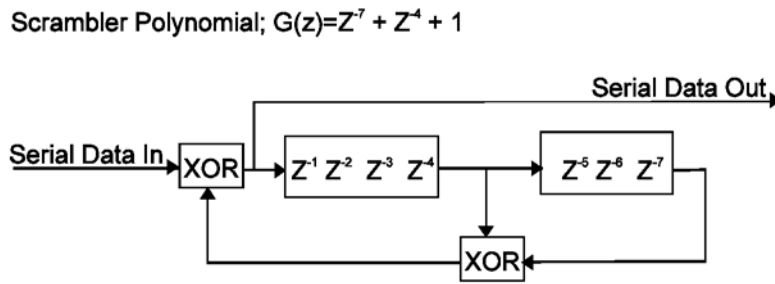 Scrambler Polynomial; G(z)=Z⁻⁷ + Z⁻⁴ + 1
Serial Data Out
Serial Data In
XOR
Z⁻¹ Z⁻² Z⁻³ Z⁻⁴
Z⁻⁵ Z⁻⁶ Z⁻⁷
XOR